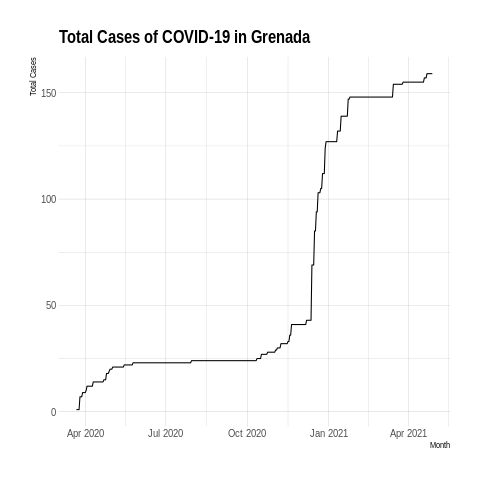 Total Cases of COVID-19 in Grenada
Total Cases
150
100
50
0
Apr 2020 Jul 2020 Oct 2020 Jan 2021 Apr 2021
Month